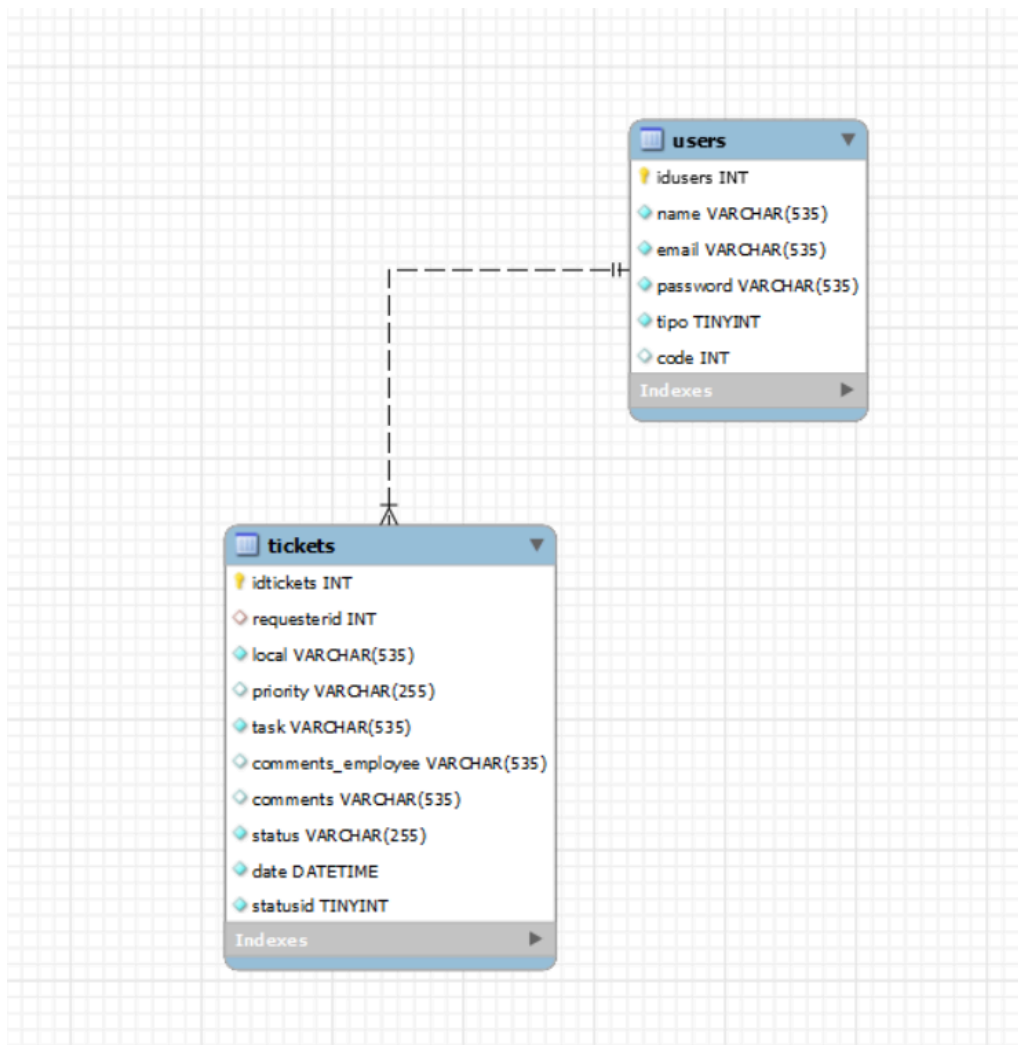 users
idusers INT
name VARCHAR(535)
email VARCHAR(535)
password VARCHAR(535)
tipo TINYINT
code INT
Indexes
tickets
idtickets INT
requesterid INT
local VARCHAR(535)
priority VARCHAR(255)
task VARCHAR(535)
comments_employee VARCHAR(535)
comments VARCHAR(535)
status VARCHAR(255)
date DATETIME
statusid TINYINT
Indexes